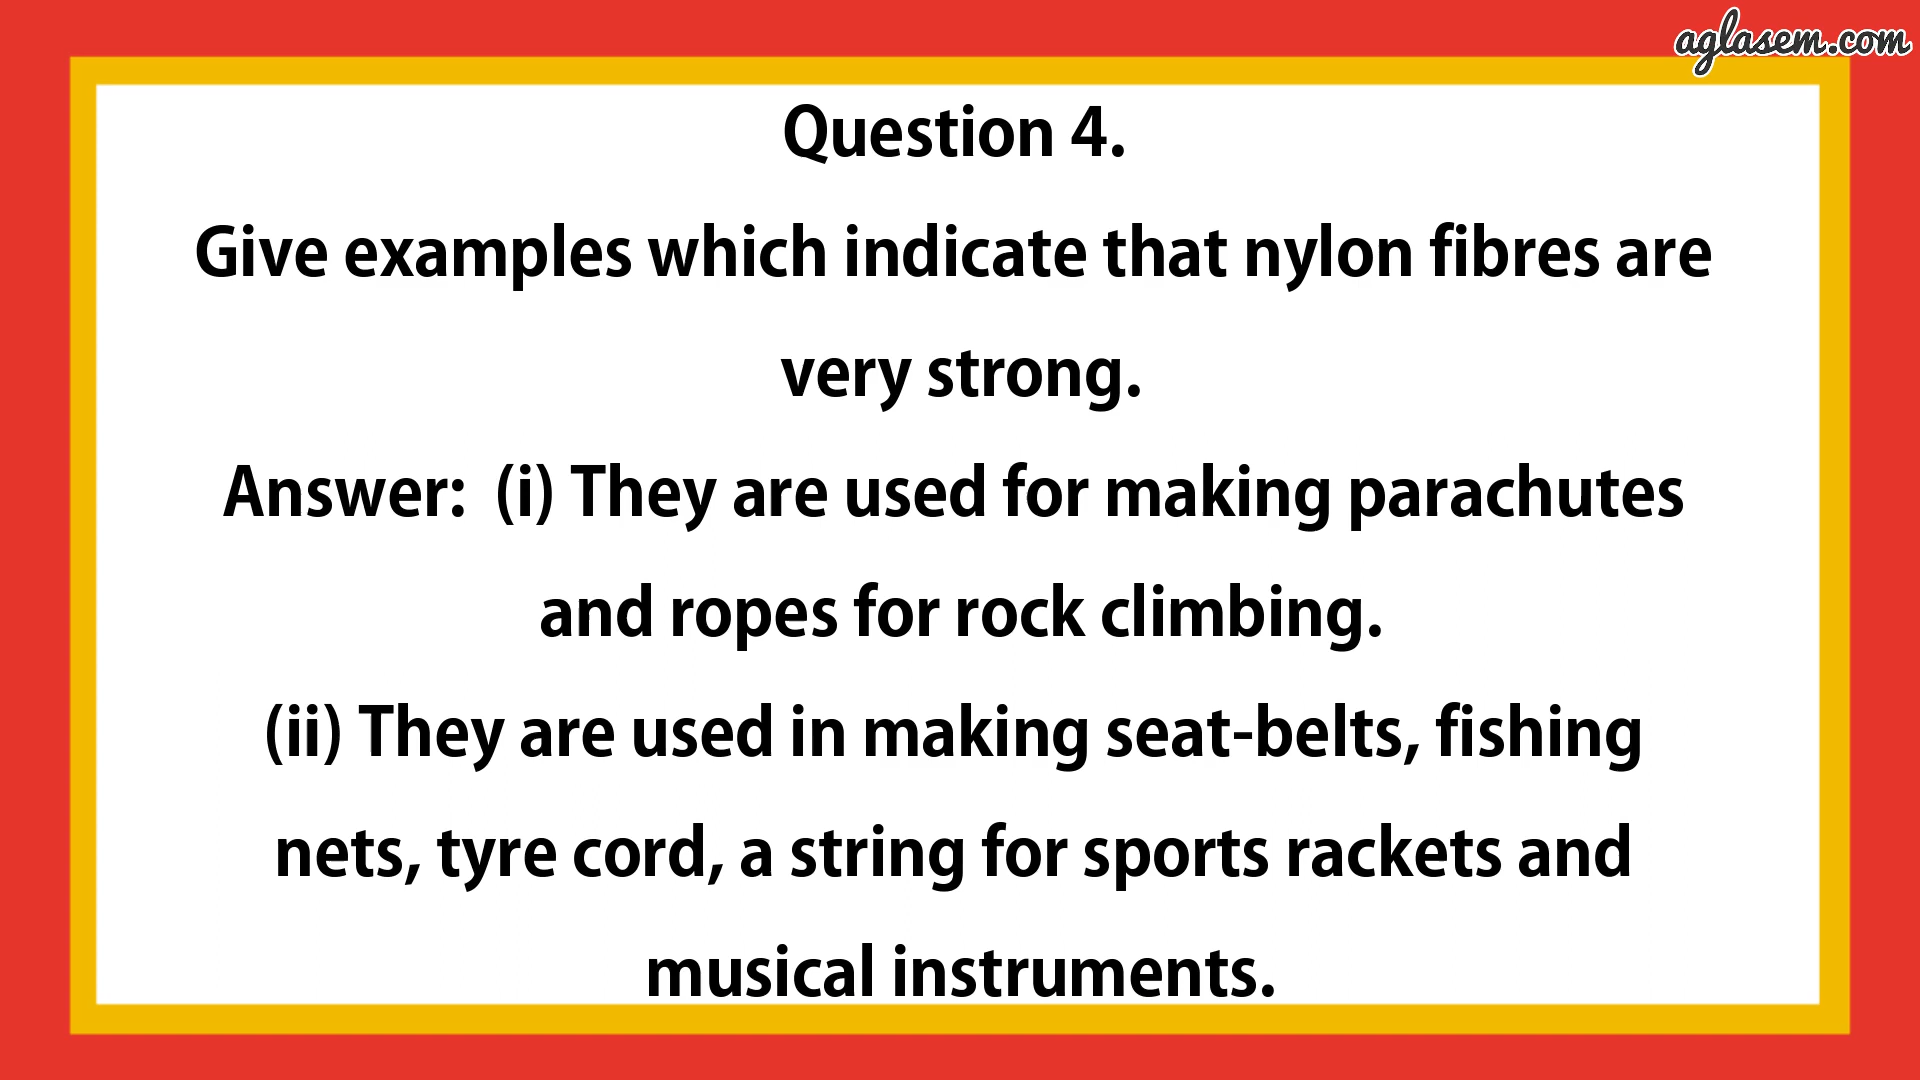 aglasem.com
Question 4.
Give examples which indicate that nylon fibres are
very strong.
Answer:  (i) They are used for making parachutes
and ropes for rock climbing.
(ii) They are used in making seat-belts, fishing
nets, tyre cord, a string for sports rackets and
musical instruments.